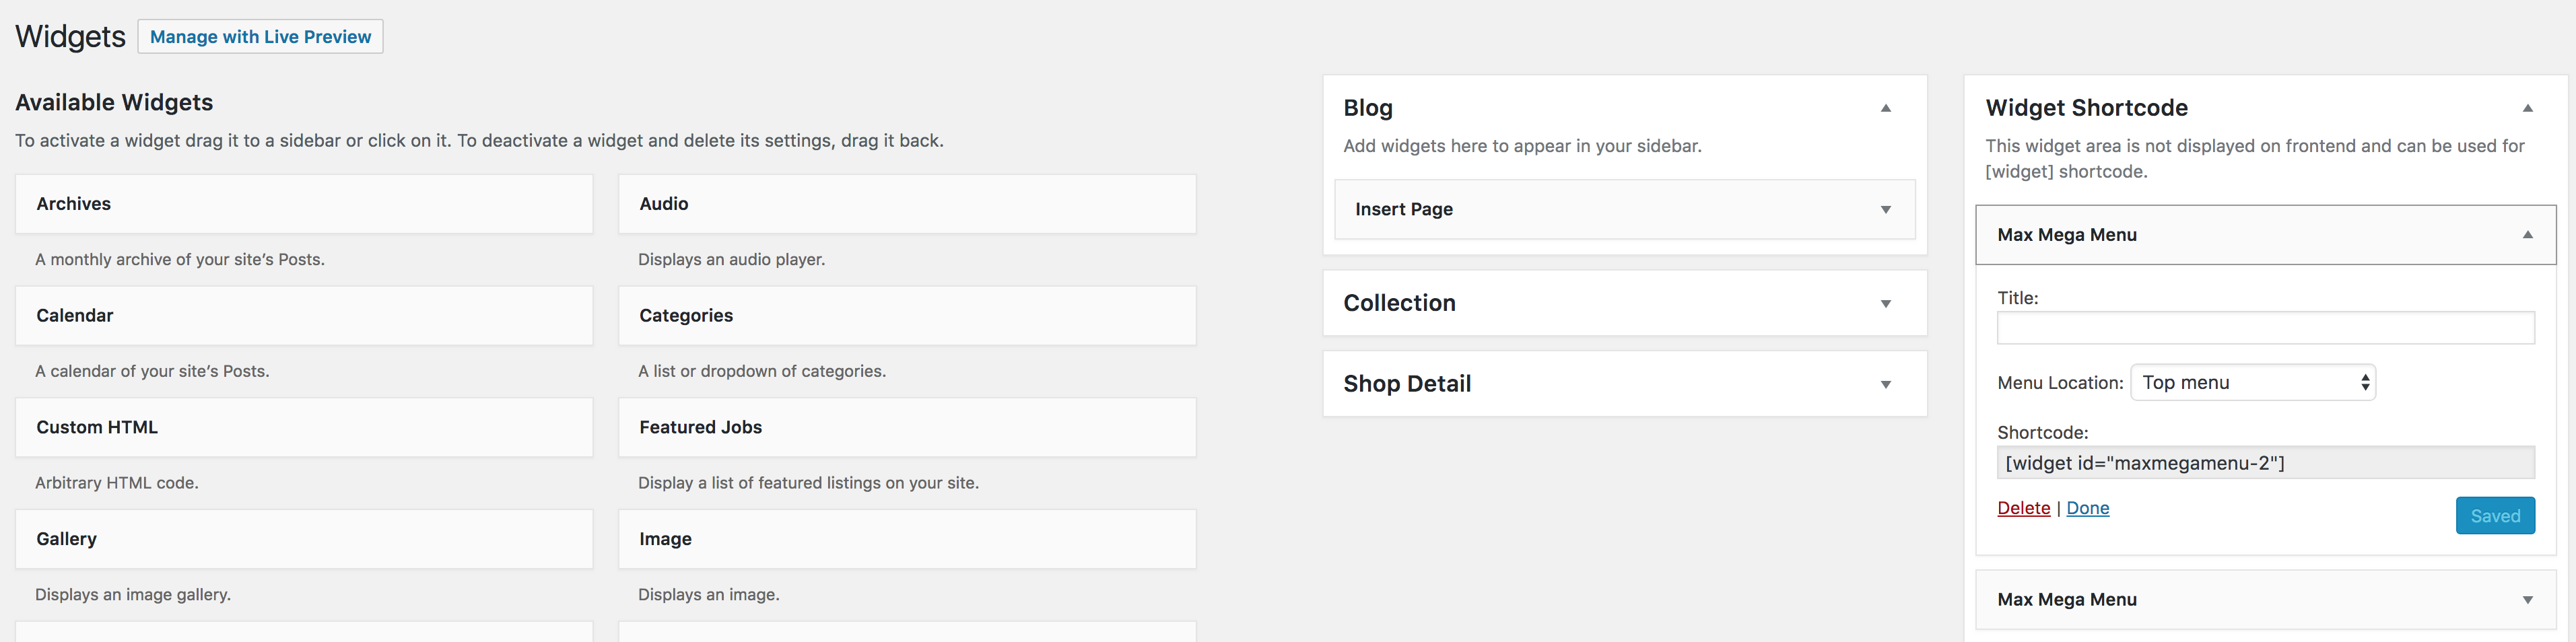 Widgets
Manage with Live Preview
Available Widgets
To activate a widget drag it to a sidebar or click on it. To deactivate a widget and delete its settings, drag it back.
Archives
A monthly archive of your site’s Posts.
Audio
Displays an audio player.
Calendar
A calendar of your site’s Posts.
Categories
A list or dropdown of categories.
Custom HTML
Arbitrary HTML code.
Featured Jobs
Display a list of featured listings on your site.
Gallery
Displays an image gallery.
Image
Displays an image.
Blog
Add widgets here to appear in your sidebar.
Insert Page
Collection
Shop Detail
Widget Shortcode
This widget area is not displayed on frontend and can be used for
[widget] shortcode.
Max Mega Menu
Title:
Menu Location: Top menu
Shortcode:
[widget id="maxmegamenu-2"]
Delete | Done
Saved
Max Mega Menu